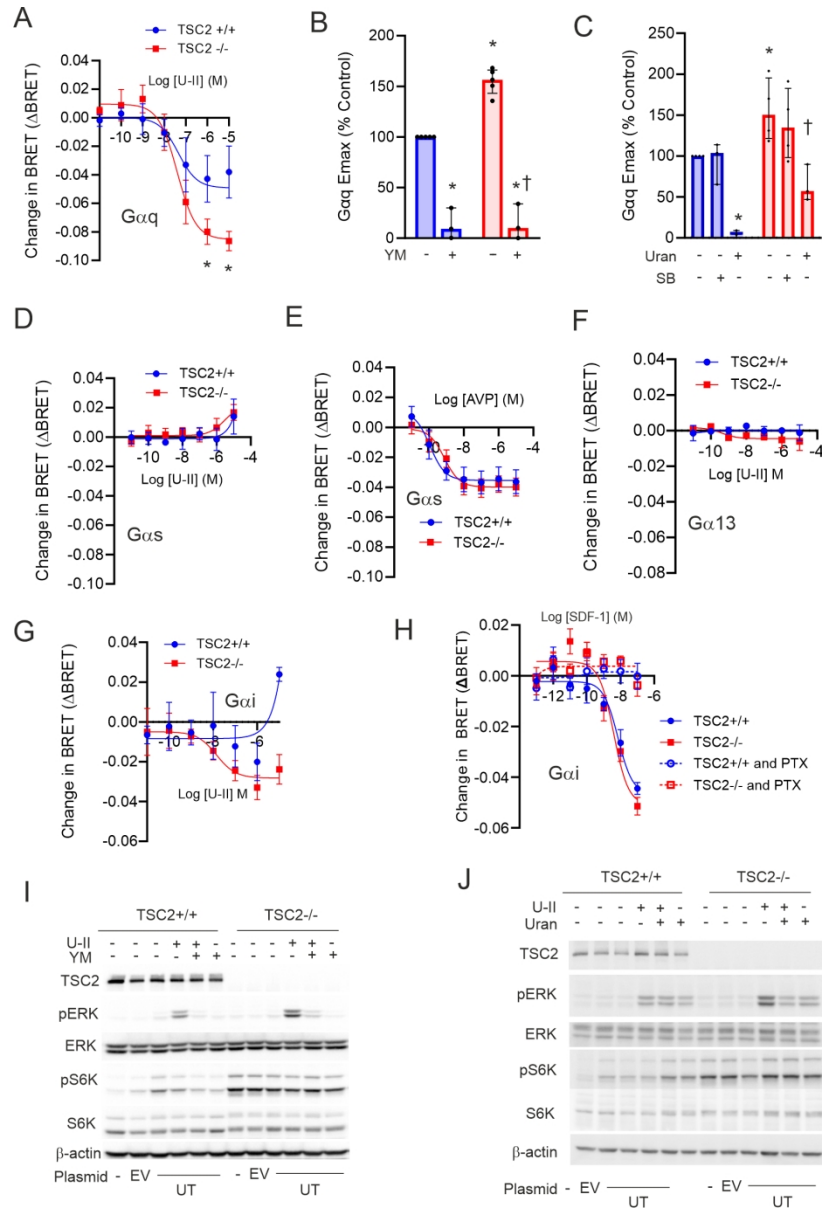 A
TSC2 +/+
TSC2 -/-
Log [U-II] (M)
-10 -9 -8 -7 -6 -5
0.04
0.02
0.00
-0.02
-0.04
-0.06
-0.08
-0.10
Change in BRET (ΔBRET)
Gαq
* *
B
Gαq Emax (% Control)
200
150
100
50
0
* * *†
YM - + - +
C
Gαq Emax (% Control)
200
150
100
50
0
* * †
Uran - - + - - +
SB - + - - + -
D
TSC2+/+
TSC2-/-
Change in BRET (ΔBRET)
0.04
0.02
0.00
-0.02
-0.04
-0.06
-0.08
-0.10
-10 -8 -6 -4
Log [U-II] (M)
Gαs
E
Log [AVP] (M)
Change in BRET (ΔBRET)
0.04
0.02
0.00
-0.02
-0.04
-0.06
-0.08
-0.10
-10 -8 -6 -4
Gαs
TSC2+/+
TSC2-/-
F
TSC2+/+
TSC2-/-
Change in BRET (ΔBRET)
0.04
0.02
0.00
-0.02
-0.04
-0.06
-0.08
-0.10
-10 -8 -6 -4
Log [U-II] M
Gα13
G
TSC2+/+
TSC2-/-
Change in BRET (ΔBRET)
0.04
0.02
0.00
-0.02
-0.04
-0.06
Gαi
-10 -8 -6
Log [U-II] M
H
Log [SDF-1] (M)
Change in BRET (ΔBRET)
0.02
0.00
-0.02
-0.04
-0.06
-12 -10 -8 -6
Gαi
TSC2+/+
TSC2-/-
TSC2+/+ and PTX
TSC2-/- and PTX
I
TSC2+/+ TSC2-/-
U-II - - - + + - - - - + + -
YM - - - - + + - - - - + +
TSC2
pERK
ERK
pS6K
S6K
β-actin
Plasmid - EV UT - EV UT
J
TSC2+/+ TSC2-/-
U-II - - - + + - - - - + + -
Uran - - - - + + - - - - + +
TSC2
pERK
ERK
pS6K
S6K
β-actin
Plasmid - EV UT - EV UT